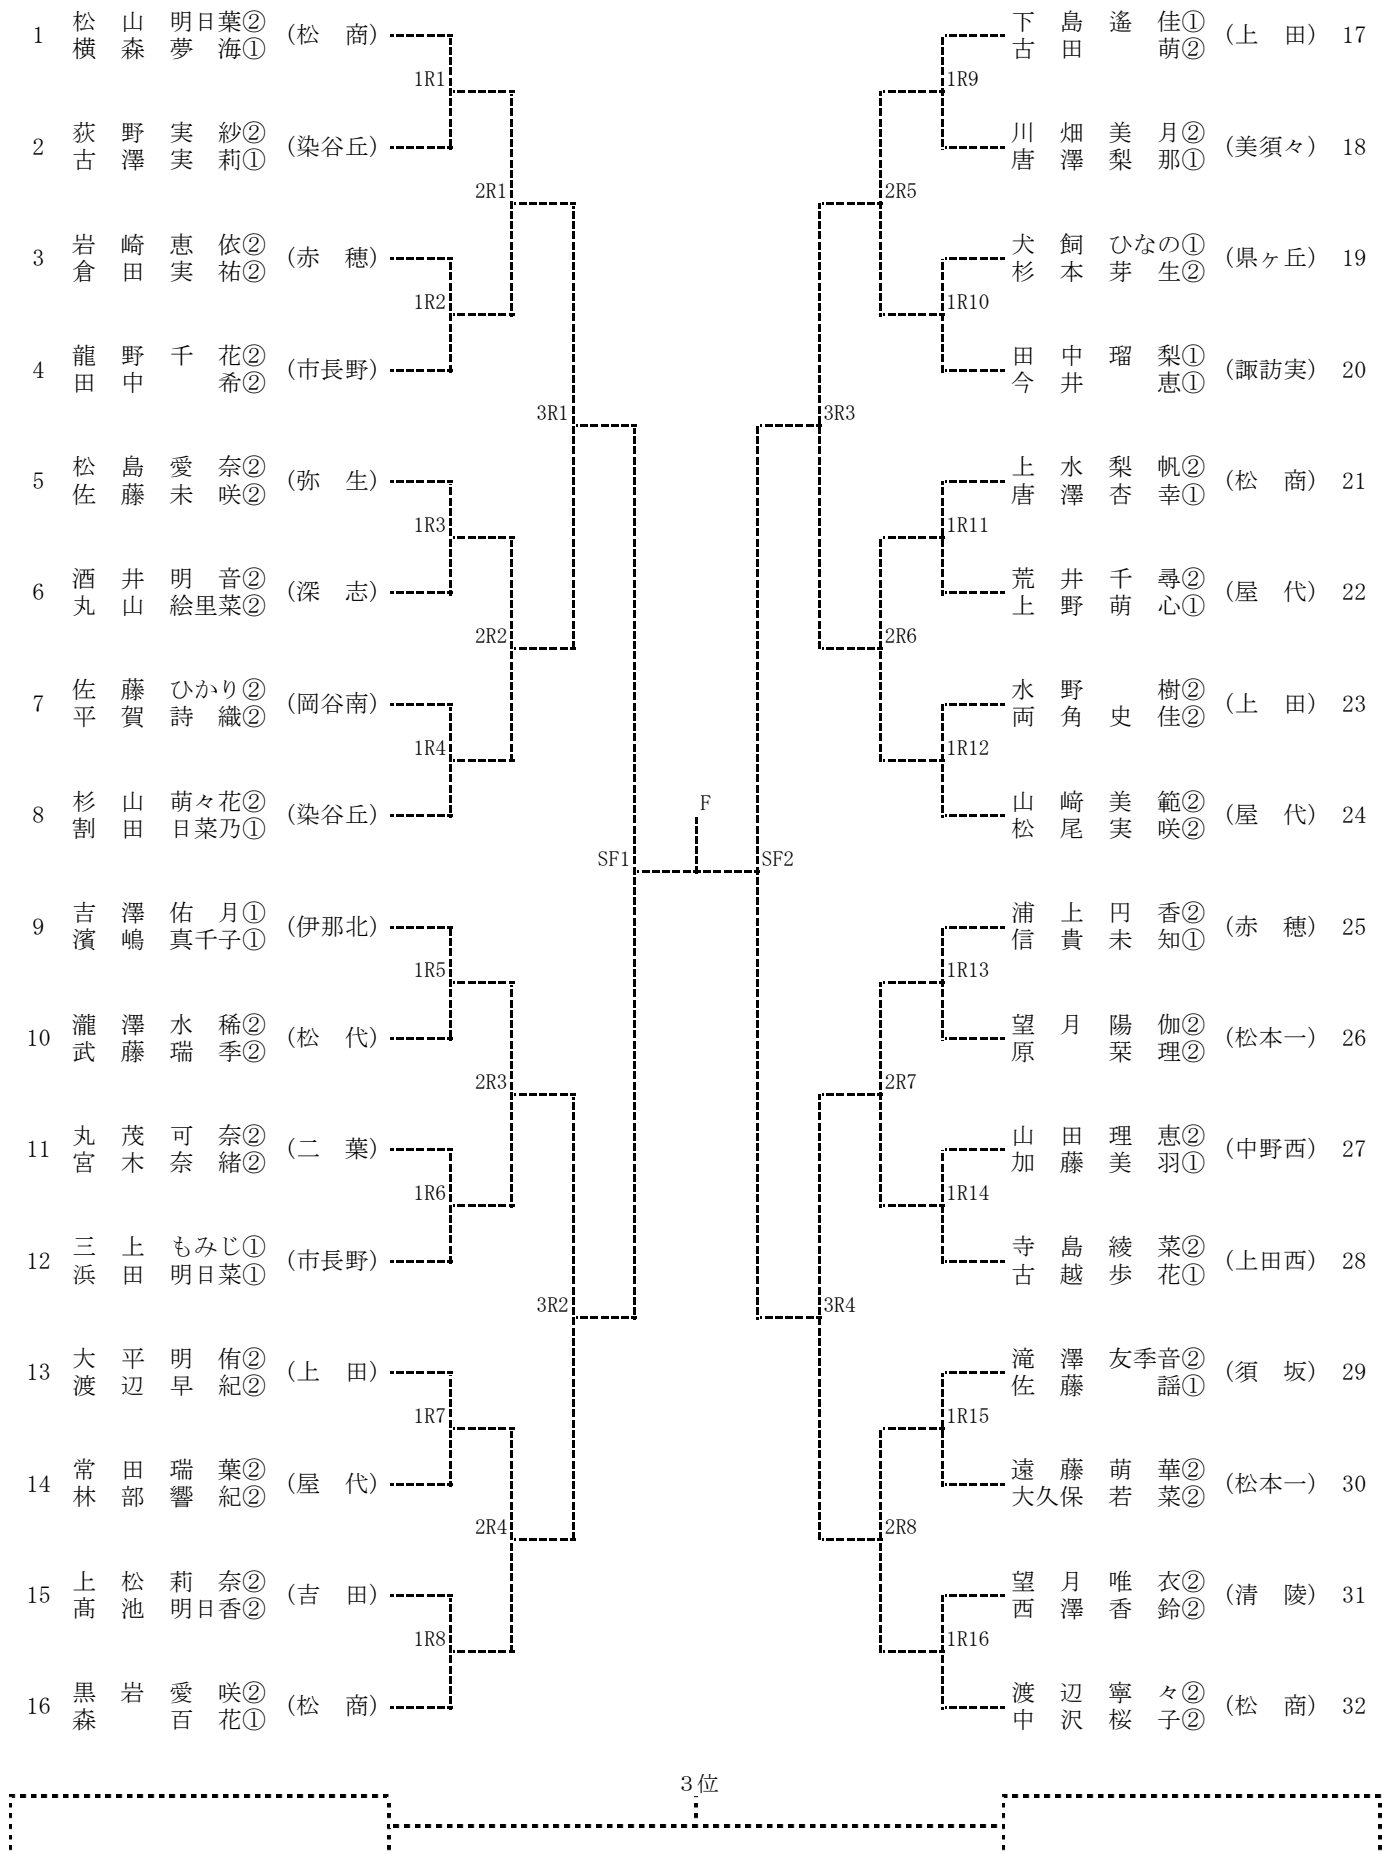 1 松 山 明日葉② (松 商)
横 森 夢 海①
1R1
2 荻 野 実 紗② (染谷丘)
古 澤 実 莉①
2R1
3 岩 崎 恵 依② (赤 穂)
倉 田 実 祐②
1R2
4 龍 野 千 花② (市長野)
田 中 希②
3R1
5 松 島 愛 奈② (弥 生)
佐 藤 未 咲②
1R3
6 酒 井 明 音② (深 志)
丸 山 絵里菜②
2R2
7 佐 藤 ひかり② (岡谷南)
平 賀 詩 織②
1R4
8 杉 山 萌々花② (染谷丘)
割 田 日菜乃①
SF1
9 吉 澤 佑 月① (伊那北)
濱 嶋 真千子①
1R5
10 瀧 澤 水 稀② (松 代)
武 藤 瑞 季②
2R3
11 丸 茂 可 奈② (二 葉)
宮 木 奈 緒②
1R6
12 三 上 もみじ① (市長野)
浜 田 明日菜①
3R2
13 大 平 明 侑② (上 田)
渡 辺 早 紀②
1R7
14 常 田 瑞 葉② (屋 代)
林 部 響 紀②
2R4
15 上 松 莉 奈② (吉 田)
髙 池 明日香②
1R8
16 黒 岩 愛 咲② (松 商)
森 百 花①
F
下 島 遙 佳① (上 田) 17
古 田 萌②
1R9
川 畑 美 月② (美須々) 18
唐 澤 梨 那①
2R5
犬 飼 ひなの① (県ヶ丘) 19
杉 本 芽 生②
1R10
田 中 瑠 梨① (諏訪実) 20
今 井 恵①
3R3
上 水 梨 帆② (松 商) 21
唐 澤 杏 幸①
1R11
荒 井 千 尋② (屋 代) 22
上 野 萌 心①
2R6
水 野 樹② (上 田) 23
両 角 史 佳②
1R12
山 﨑 美 範② (屋 代) 24
松 尾 実 咲②
SF2
浦 上 円 香② (赤 穂) 25
信 貴 未 知①
1R13
望 月 陽 伽② (松本一) 26
原 栞 理②
2R7
山 田 理 恵② (中野西) 27
加 藤 美 羽①
1R14
寺 島 綾 菜② (上田西) 28
古 越 歩 花①
3R4
滝 澤 友季音② (須 坂) 29
佐 藤 謡①
1R15
遠 藤 萌 華② (松本一) 30
大久保 若 菜②
2R8
望 月 唯 衣② (清 陵) 31
西 澤 香 鈴②
1R16
渡 辺 寧 々② (松 商) 32
中 沢 桜 子②
３位